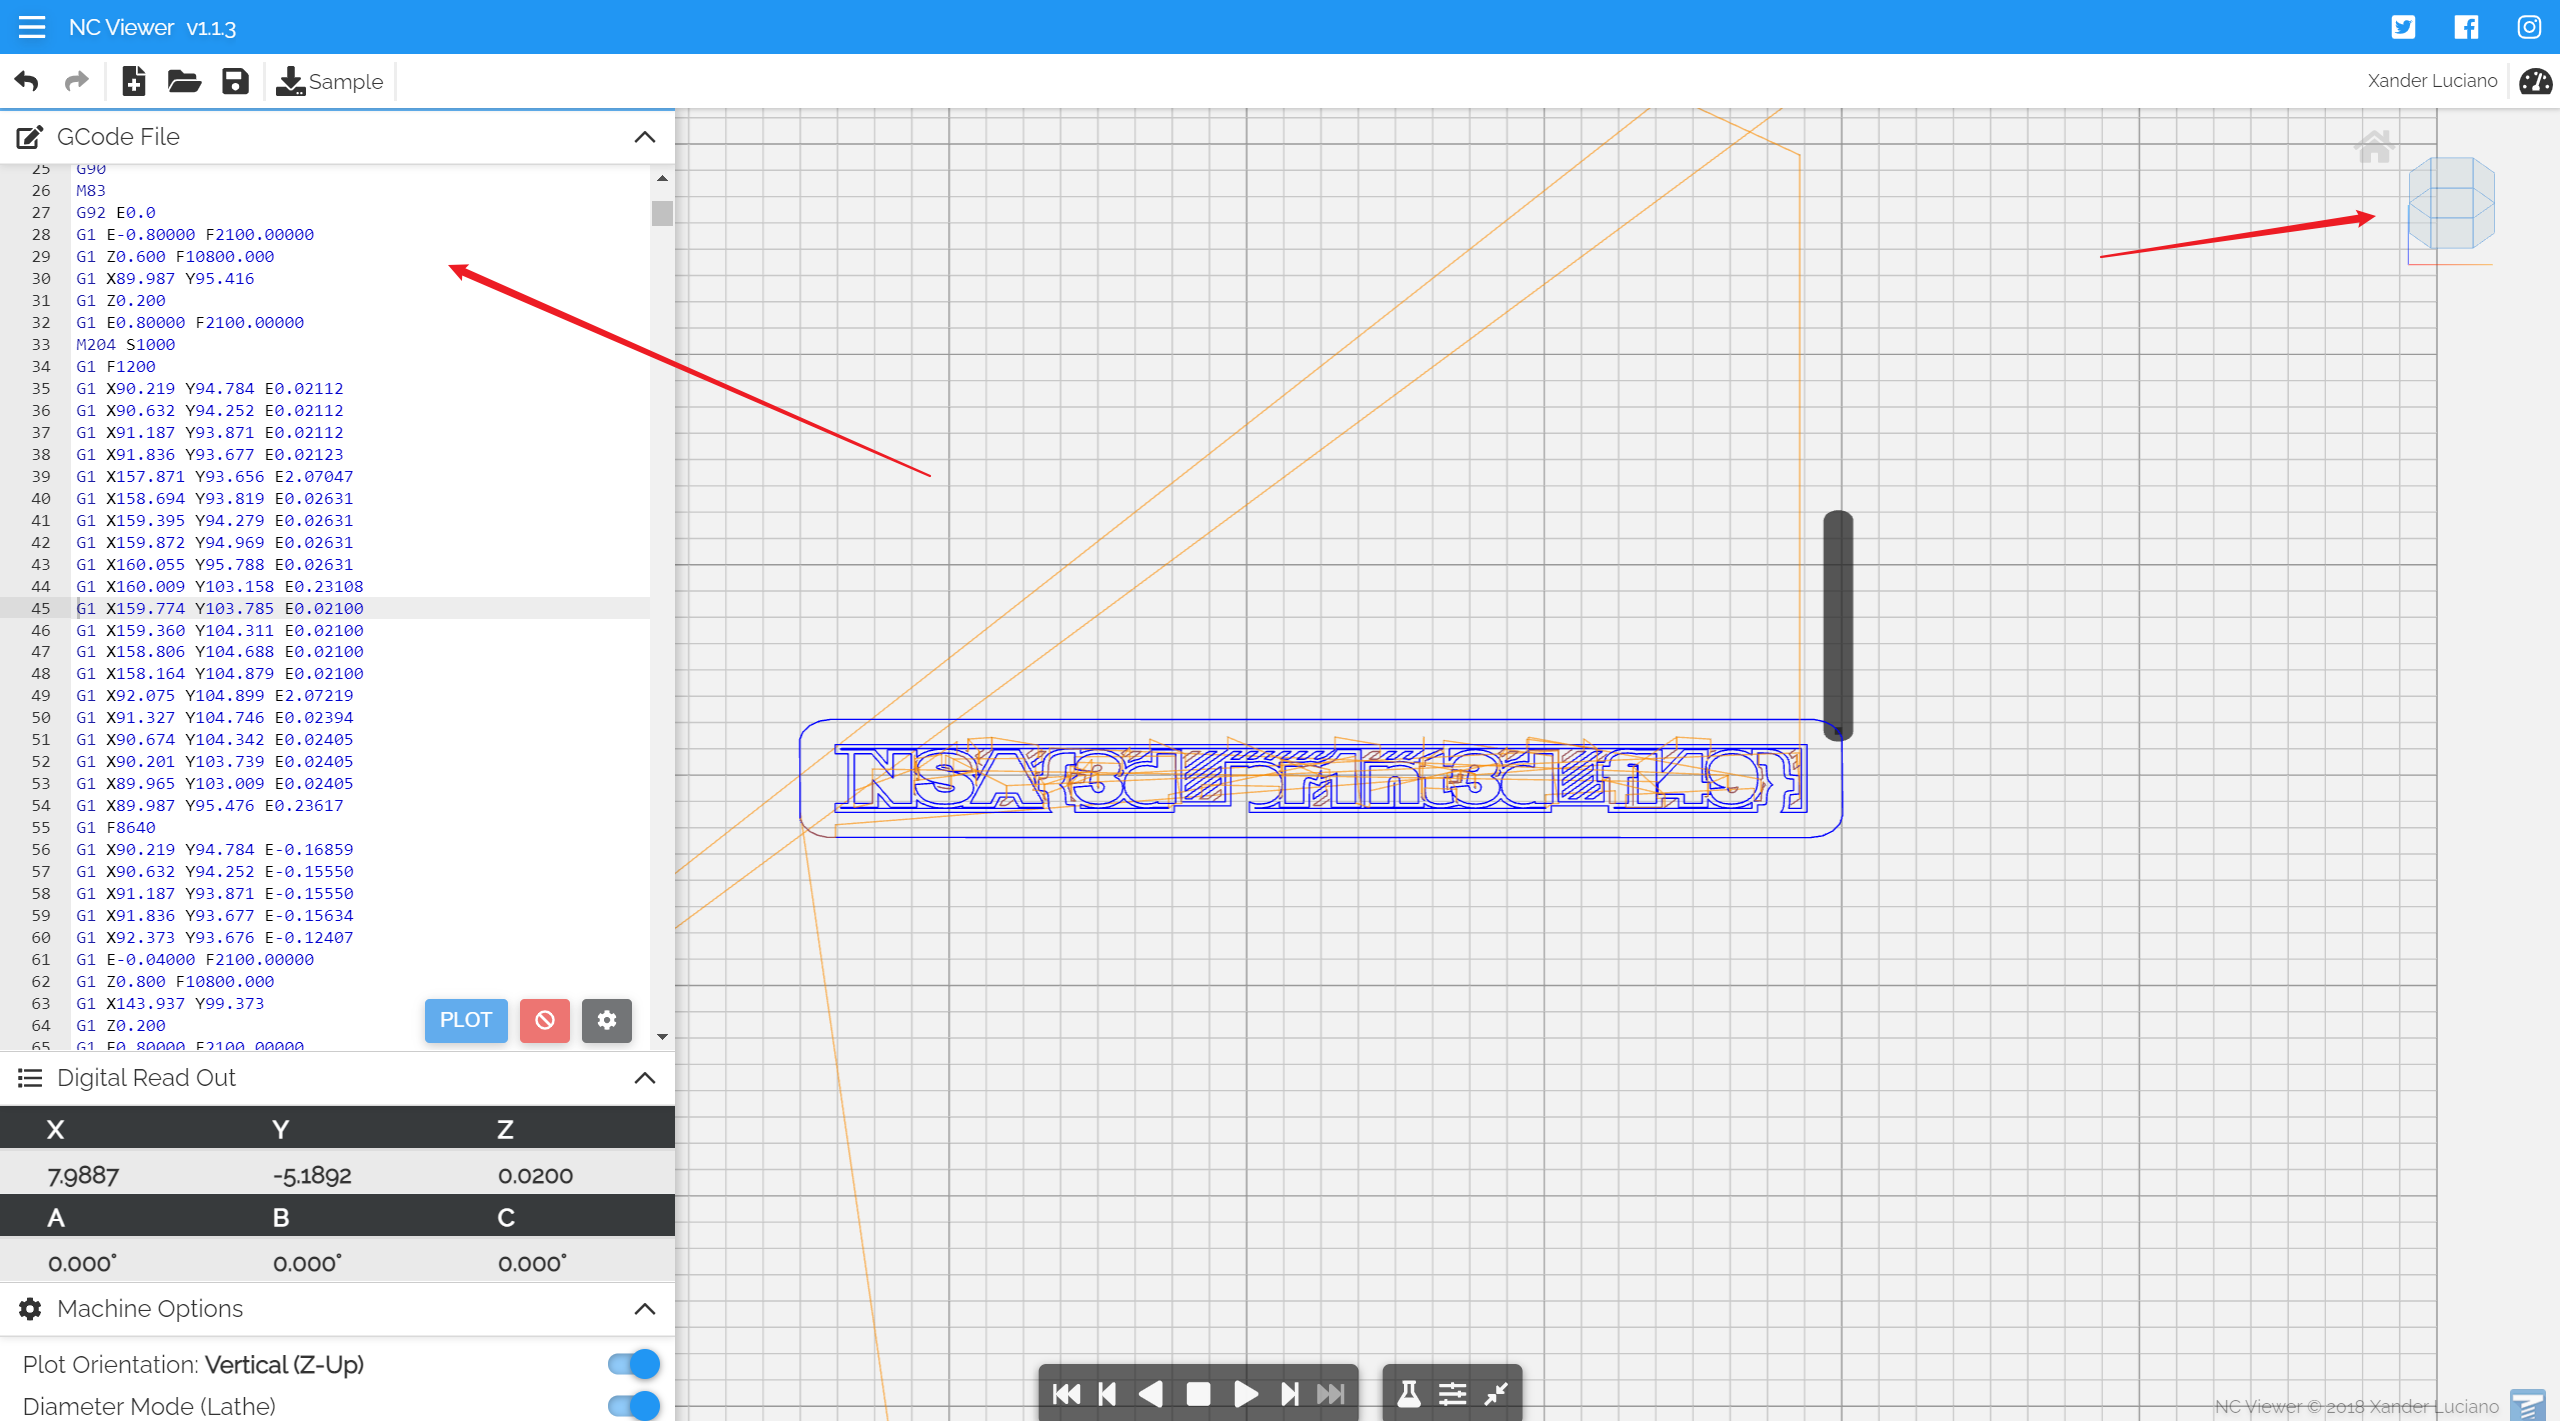 NC Viewer v1.1.3
Sample
Xander Luciano
GCode File
25 G90
26 M83
27 G92 E0.0
28 G1 E-0.80000 F2100.00000
29 G1 Z0.600 F10800.000
30 G1 X89.987 Y95.416
31 G1 Z0.200
32 G1 E0.80000 F2100.00000
33 M204 S1000
34 G1 F1200
35 G1 X90.219 Y94.784 E0.02112
36 G1 X90.632 Y94.252 E0.02112
37 G1 X91.187 Y93.871 E0.02112
38 G1 X91.836 Y93.677 E0.02123
39 G1 X157.871 Y93.656 E2.07047
40 G1 X158.694 Y93.819 E0.02631
41 G1 X159.395 Y94.279 E0.02631
42 G1 X159.872 Y94.969 E0.02631
43 G1 X160.055 Y95.788 E0.02631
44 G1 X160.009 Y103.158 E0.23108
45 G1 X159.774 Y103.785 E0.02100
46 G1 X159.360 Y104.311 E0.02100
47 G1 X158.806 Y104.688 E0.02100
48 G1 X158.164 Y104.879 E0.02100
49 G1 X92.075 Y104.899 E2.07219
50 G1 X91.327 Y104.746 E0.02394
51 G1 X90.674 Y104.342 E0.02405
52 G1 X90.201 Y103.739 E0.02405
53 G1 X89.965 Y103.009 E0.02405
54 G1 X89.987 Y95.476 E0.23617
55 G1 F8640
56 G1 X90.219 Y94.784 E-0.16859
57 G1 X90.632 Y94.252 E-0.15550
58 G1 X91.187 Y93.871 E-0.15550
59 G1 X91.836 Y93.677 E-0.15634
60 G1 X92.373 Y93.676 E-0.12407
61 G1 E-0.04000 F2100.00000
62 G1 Z0.800 F10800.000
63 G1 X143.937 Y99.373
64 G1 Z0.200
65 G1 E0.80000 F2100.00000
PLOT
Digital Read Out
X Y Z
7.9887 -5.1892 0.0200
A B C
0.000° 0.000° 0.000°
Machine Options
Plot Orientation: Vertical (Z-Up)
Diameter Mode (Lathe)
NC Viewer © 2018 Xander Luciano